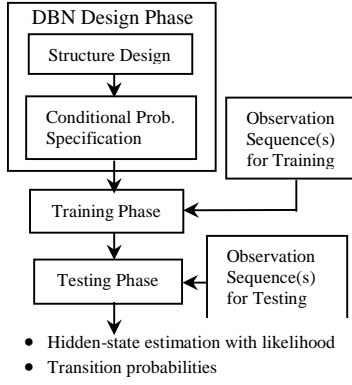 DBN Design Phase
Structure Design
Conditional Prob.
Specification
Observation
Sequence(s)
for Training
Training Phase
Testing Phase
Observation
Sequence(s)
for Testing
• Hidden-state estimation with likelihood
• Transition probabilities